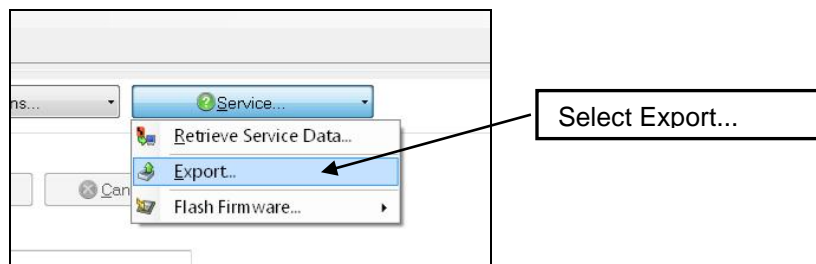 ns...
Service...
Retrieve Service Data...
Export...
Can
Flash Firmware...
Select Export...